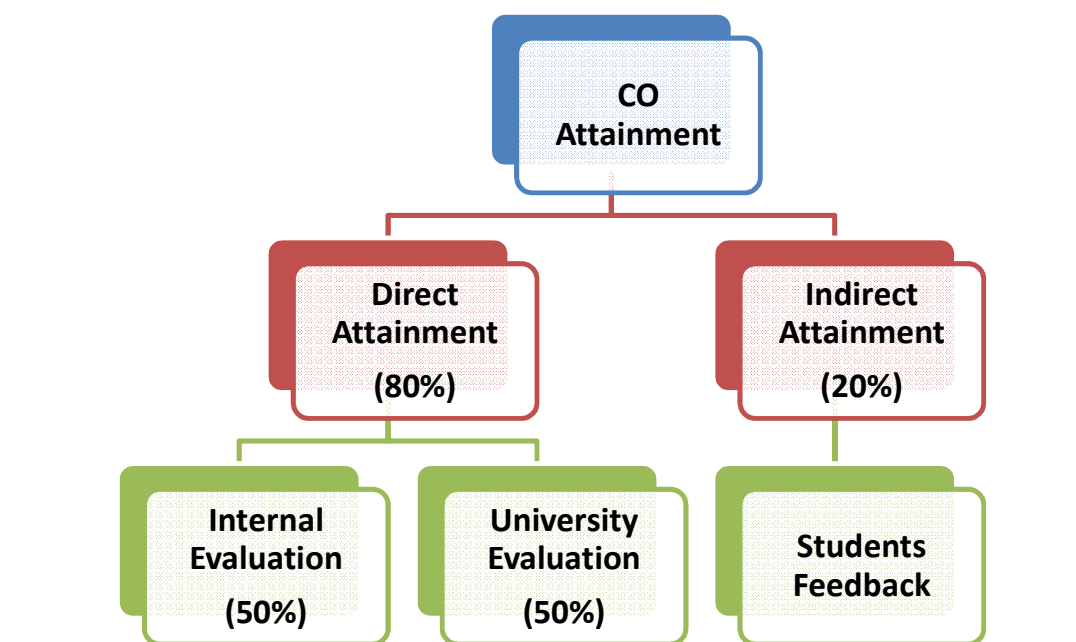 CO
Attainment
Direct
Attainment
(80%)
Indirect
Attainment
(20%)
Internal
Evaluation
(50%)
University
Evaluation
(50%)
Students
Feedback